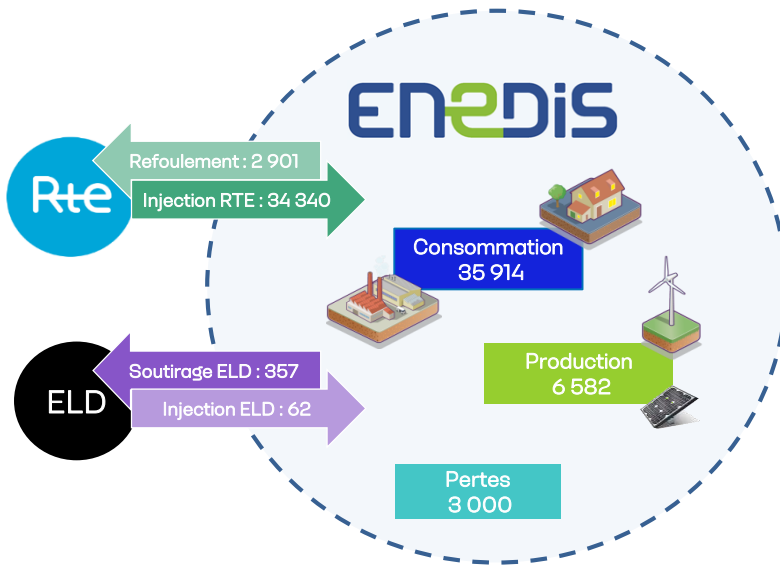 ENEDIS
Rte
Refoulement : 2 901
Injection RTE : 34 340
Consommation
35 914
ELD
Soutirage ELD : 357
Injection ELD : 62
Production
6 582
Pertes
3 000